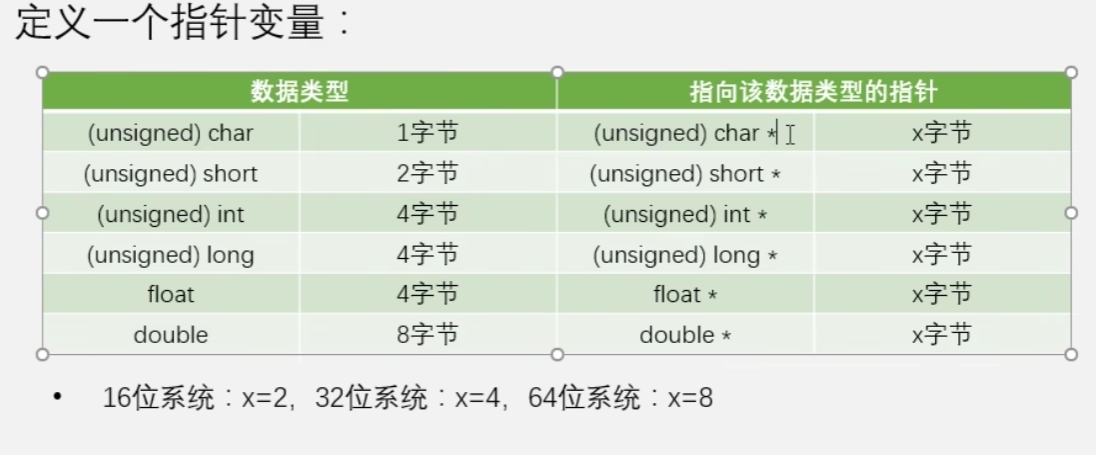 定义一个指针变量：
数据类型 指向该数据类型的指针
(unsigned) char 1字节 (unsigned) char * x字节
(unsigned) short 2字节 (unsigned) short * x字节
(unsigned) int 4字节 (unsigned) int * x字节
(unsigned) long 4字节 (unsigned) long * x字节
float 4字节 float * x字节
double 8字节 double * x字节
• 16位系统：x=2，32位系统：x=4，64位系统：x=8